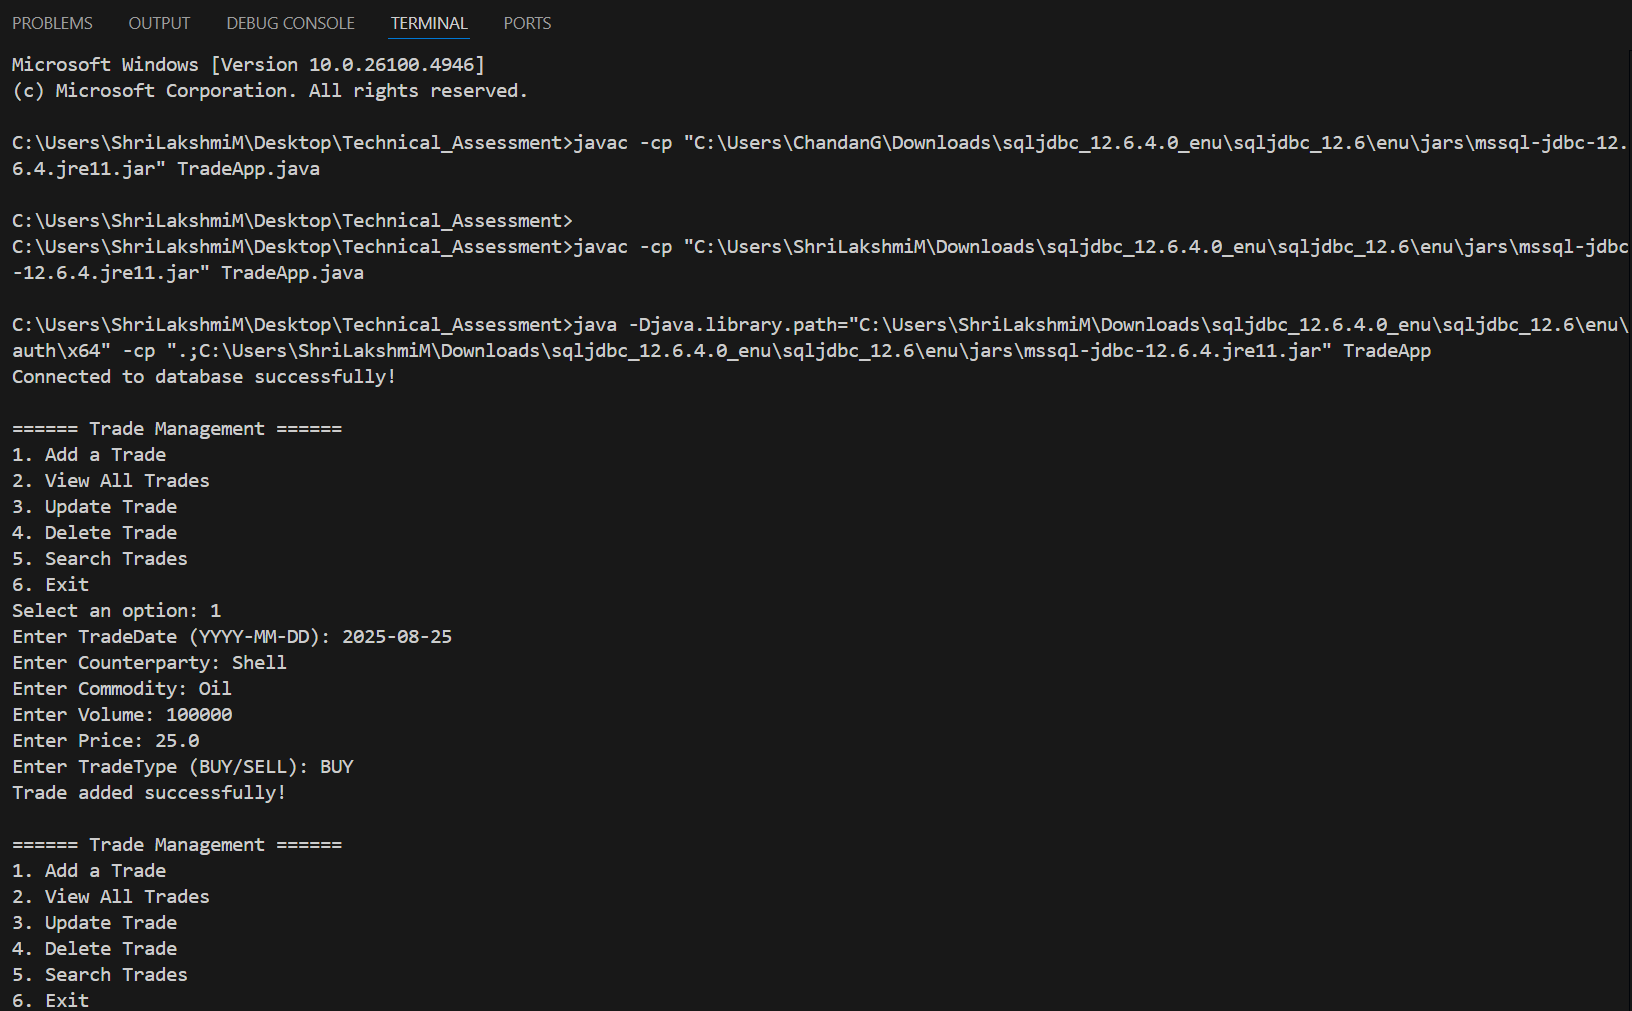 PROBLEMS OUTPUT DEBUG CONSOLE TERMINAL PORTS
Microsoft Windows [Version 10.0.26100.4946]
(c) Microsoft Corporation. All rights reserved.
C:\Users\ShriLakshmiM\Desktop\Technical_Assessment>javac -cp "C:\Users\ChandanG\Downloads\sqljdbc_12.6.4.0_enu\sqljdbc_12.6\enu\jars\mssql-jdbc-12.
6.4.jre11.jar" TradeApp.java
C:\Users\ShriLakshmiM\Desktop\Technical_Assessment>
C:\Users\ShriLakshmiM\Desktop\Technical_Assessment>javac -cp "C:\Users\ShriLakshmiM\Downloads\sqljdbc_12.6.4.0_enu\sqljdbc_12.6\enu\jars\mssql-jdbc
-12.6.4.jre11.jar" TradeApp.java
C:\Users\ShriLakshmiM\Desktop\Technical_Assessment>java -Djava.library.path="C:\Users\ShriLakshmiM\Downloads\sqljdbc_12.6.4.0_enu\sqljdbc_12.6\enu\
auth\x64" -cp ".;C:\Users\ShriLakshmiM\Downloads\sqljdbc_12.6.4.0_enu\sqljdbc_12.6\enu\jars\mssql-jdbc-12.6.4.jre11.jar" TradeApp
Connected to database successfully!
====== Trade Management ======
1. Add a Trade
2. View All Trades
3. Update Trade
4. Delete Trade
5. Search Trades
6. Exit
Select an option: 1
Enter TradeDate (YYYY-MM-DD): 2025-08-25
Enter Counterparty: Shell
Enter Commodity: Oil
Enter Volume: 100000
Enter Price: 25.0
Enter TradeType (BUY/SELL): BUY
Trade added successfully!
====== Trade Management ======
1. Add a Trade
2. View All Trades
3. Update Trade
4. Delete Trade
5. Search Trades
6. Exit